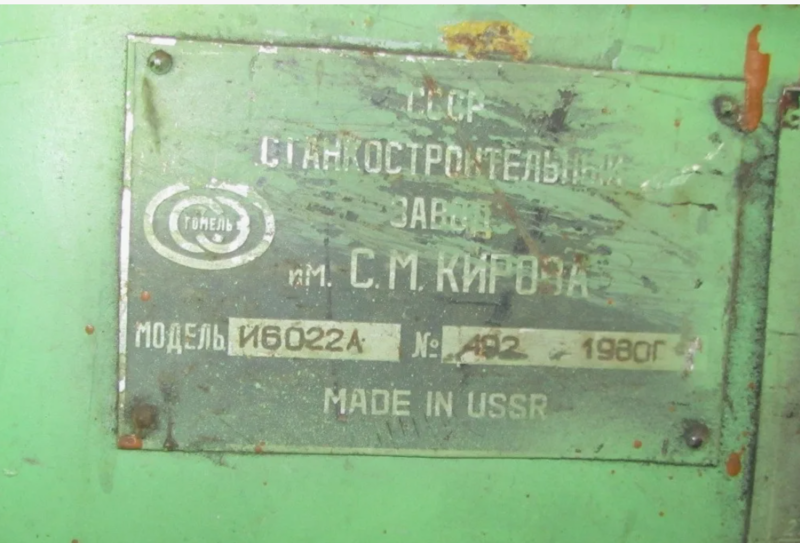 СССР
СТАНКОСТРОИТЕЛЬНЫЙ
ЗАВОД
ГОМЕЛЬ
им. С.М. КИРОВА
МОДЕЛЬ И6022А № 492 1980Г
MADE IN USSR